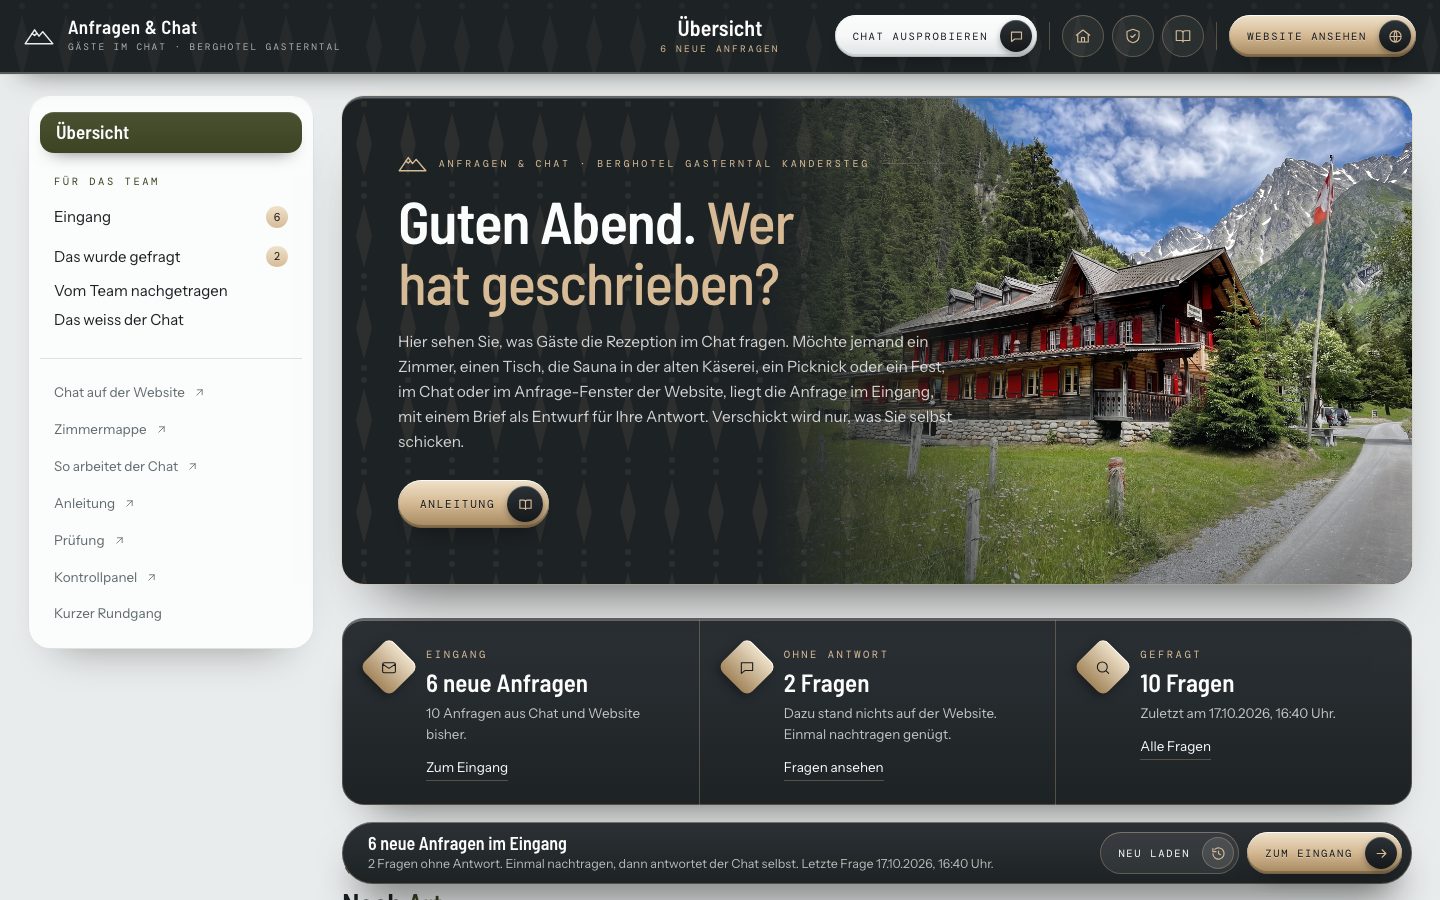 Anfragen & Chat
GÄSTE IM CHAT · BERGHOTEL GASTERNTAL
Übersicht
6 NEUE ANFRAGEN
CHAT AUSPROBIEREN
WEBSITE ANSEHEN
Übersicht
FÜR DAS TEAM
Eingang
6
Das wurde gefragt
2
Vom Team nachgetragen
Das weiss der Chat
Chat auf der Website
Zimmermappe
So arbeitet der Chat
Anleitung
Prüfung
Kontrollpanel
Kurzer Rundgang
ANFRAGEN & CHAT · BERGHOTEL GASTERNTAL KANDERSTEG
Guten Abend. Wer
hat geschrieben?
Hier sehen Sie, was Gäste die Rezeption im Chat fragen. Möchte jemand ein
Zimmer, einen Tisch, die Sauna in der alten Käserei, ein Picknick oder ein Fest,
im Chat oder im Anfrage-Fenster der Website, liegt die Anfrage im Eingang,
mit einem Brief als Entwurf für Ihre Antwort. Verschickt wird nur, was Sie selbst
schicken.
ANLEITUNG
EINGANG
6 neue Anfragen
10 Anfragen aus Chat und Website
bisher.
Zum Eingang
OHNE ANTWORT
2 Fragen
Dazu stand nichts auf der Website.
Einmal nachtragen genügt.
Fragen ansehen
GEFRAGT
10 Fragen
Zuletzt am 17.10.2026, 16:40 Uhr.
Alle Fragen
6 neue Anfragen im Eingang
2 Fragen ohne Antwort. Einmal nachtragen, dann antwortet der Chat selbst. Letzte Frage 17.10.2026, 16:40 Uhr.
NEU LADEN
ZUM EINGANG
Nach Art